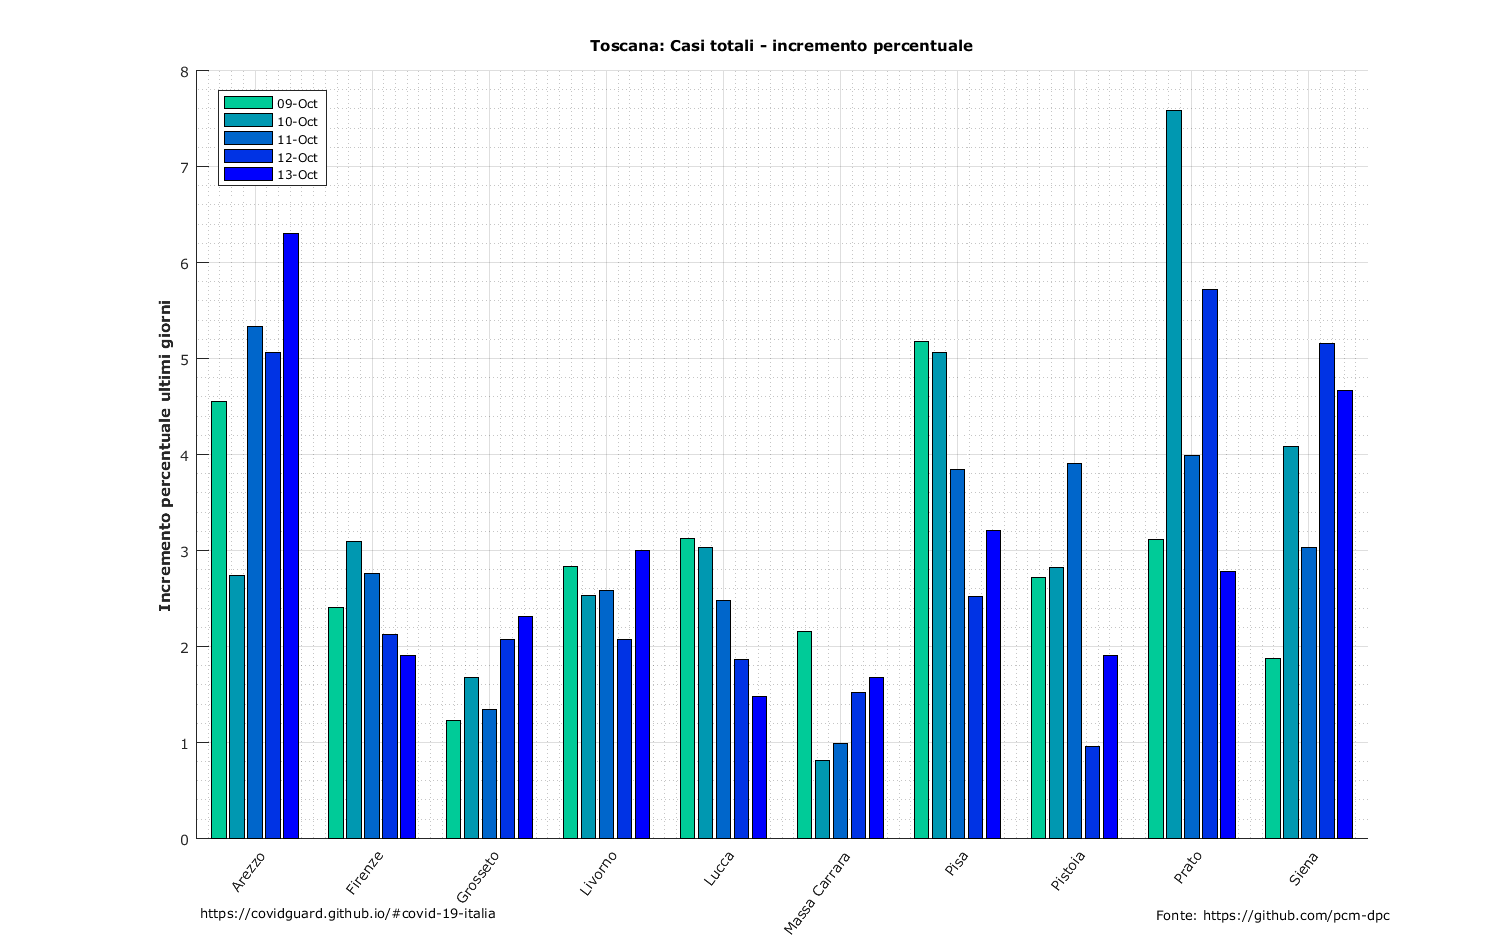 Toscana: Casi totali - incremento percentuale
8
7
6
5
4
3
2
1
0
Incremento percentuale ultimi giorni
09-Oct
10-Oct
11-Oct
12-Oct
13-Oct
Arezzo
Firenze
Grosseto
Livorno
Lucca
Massa Carrara
Pisa
Pistoia
Prato
Siena
https://covidguard.github.io/#covid-19-italia
Fonte: https://github.com/pcm-dpc